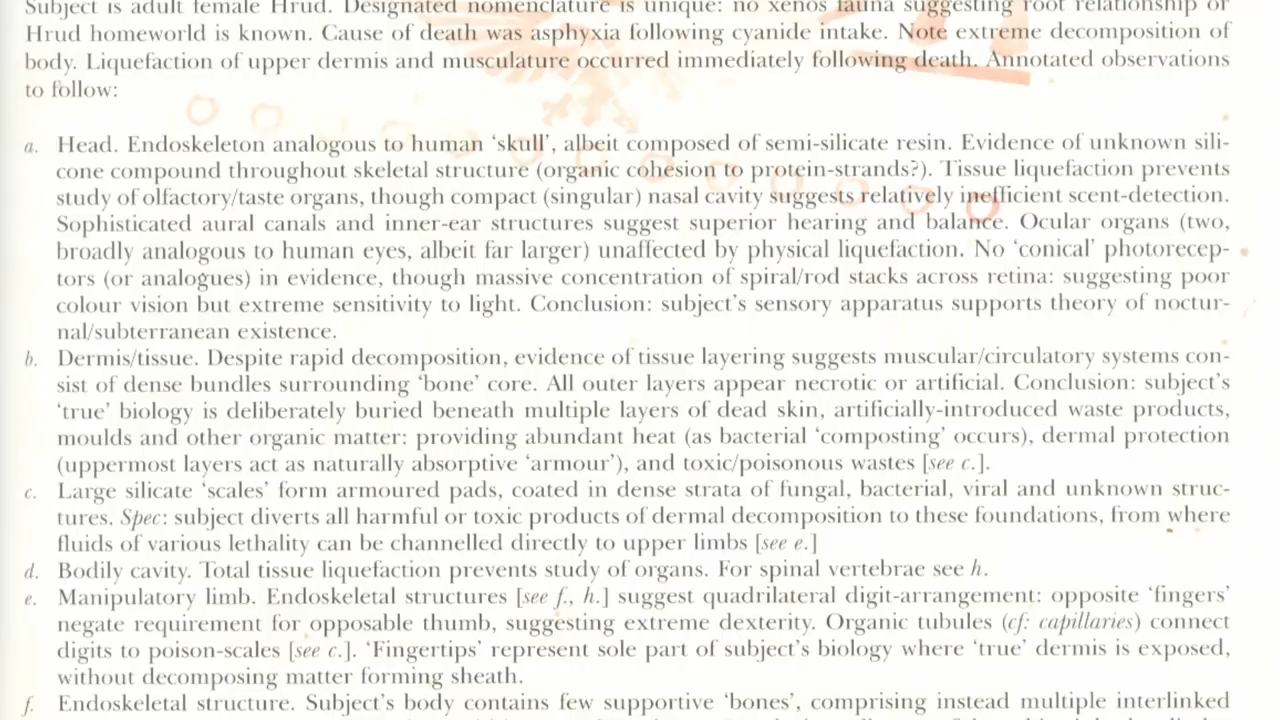 Subject is adult female Hrud. Designated nomenclature is unique: no xenos fauna suggesting root relationship or
Hrud homeworld is known. Cause of death was asphyxia following cyanide intake. Note extreme decomposition of
body. Liquefaction of upper dermis and musculature occurred immediately following death. Annotated observations
to follow:
a. Head. Endoskeleton analogous to human ‘skull’, albeit composed of semi-silicate resin. Evidence of unknown sili-
cone compound throughout skeletal structure (organic cohesion to protein-strands?). Tissue liquefaction prevents
study of olfactory/taste organs, though compact (singular) nasal cavity suggests relatively inefficient scent-detection.
Sophisticated aural canals and inner-ear structures suggest superior hearing and balance. Ocular organs (two,
broadly analogous to human eyes, albeit far larger) unaffected by physical liquefaction. No ‘conical’ photorecep-
tors (or analogues) in evidence, though massive concentration of spiral/rod stacks across retina: suggesting poor
colour vision but extreme sensitivity to light. Conclusion: subject’s sensory apparatus supports theory of noctur-
nal/subterranean existence.
b. Dermis/tissue. Despite rapid decomposition, evidence of tissue layering suggests muscular/circulatory systems con-
sist of dense bundles surrounding ‘bone’ core. All outer layers appear necrotic or artificial. Conclusion: subject’s
‘true’ biology is deliberately buried beneath multiple layers of dead skin, artificially-introduced waste products,
moulds and other organic matter: providing abundant heat (as bacterial ‘composting’ occurs), dermal protection
(uppermost layers act as naturally absorptive ‘armour’), and toxic/poisonous wastes [see c.].
c. Large silicate ‘scales’ form armoured pads, coated in dense strata of fungal, bacterial, viral and unknown struc-
tures. Spec: subject diverts all harmful or toxic products of dermal decomposition to these foundations, from where
fluids of various lethality can be channelled directly to upper limbs [see e.]
d. Bodily cavity. Total tissue liquefaction prevents study of organs. For spinal vertebrae see h.
e. Manipulatory limb. Endoskeletal structures [see f., h.] suggest quadrilateral digit-arrangement: opposite ‘fingers’
negate requirement for opposable thumb, suggesting extreme dexterity. Organic tubules (cf: capillaries) connect
digits to poison-scales [see c.]. ‘Fingertips’ represent sole part of subject’s biology where ‘true’ dermis is exposed,
without decomposing matter forming sheath.
f. Endoskeletal structure. Subject’s body contains few supportive ‘bones’, comprising instead multiple interlinked